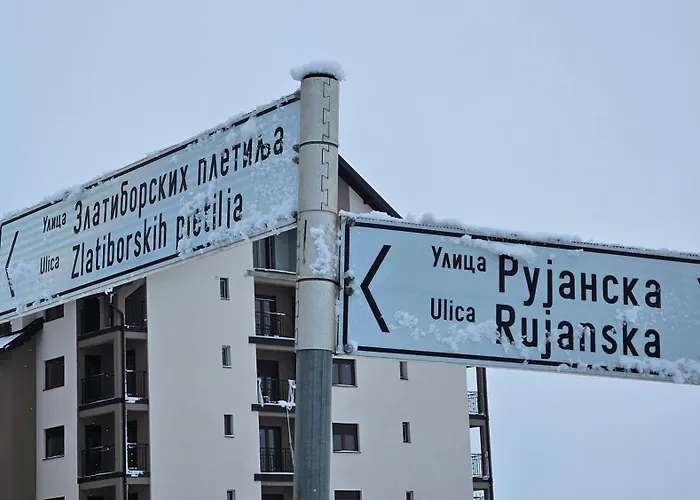 Улица Златиборских плетиља
Ulica Zlatiborskih pletilja
Улица Рујанска
Ulica Rujanska